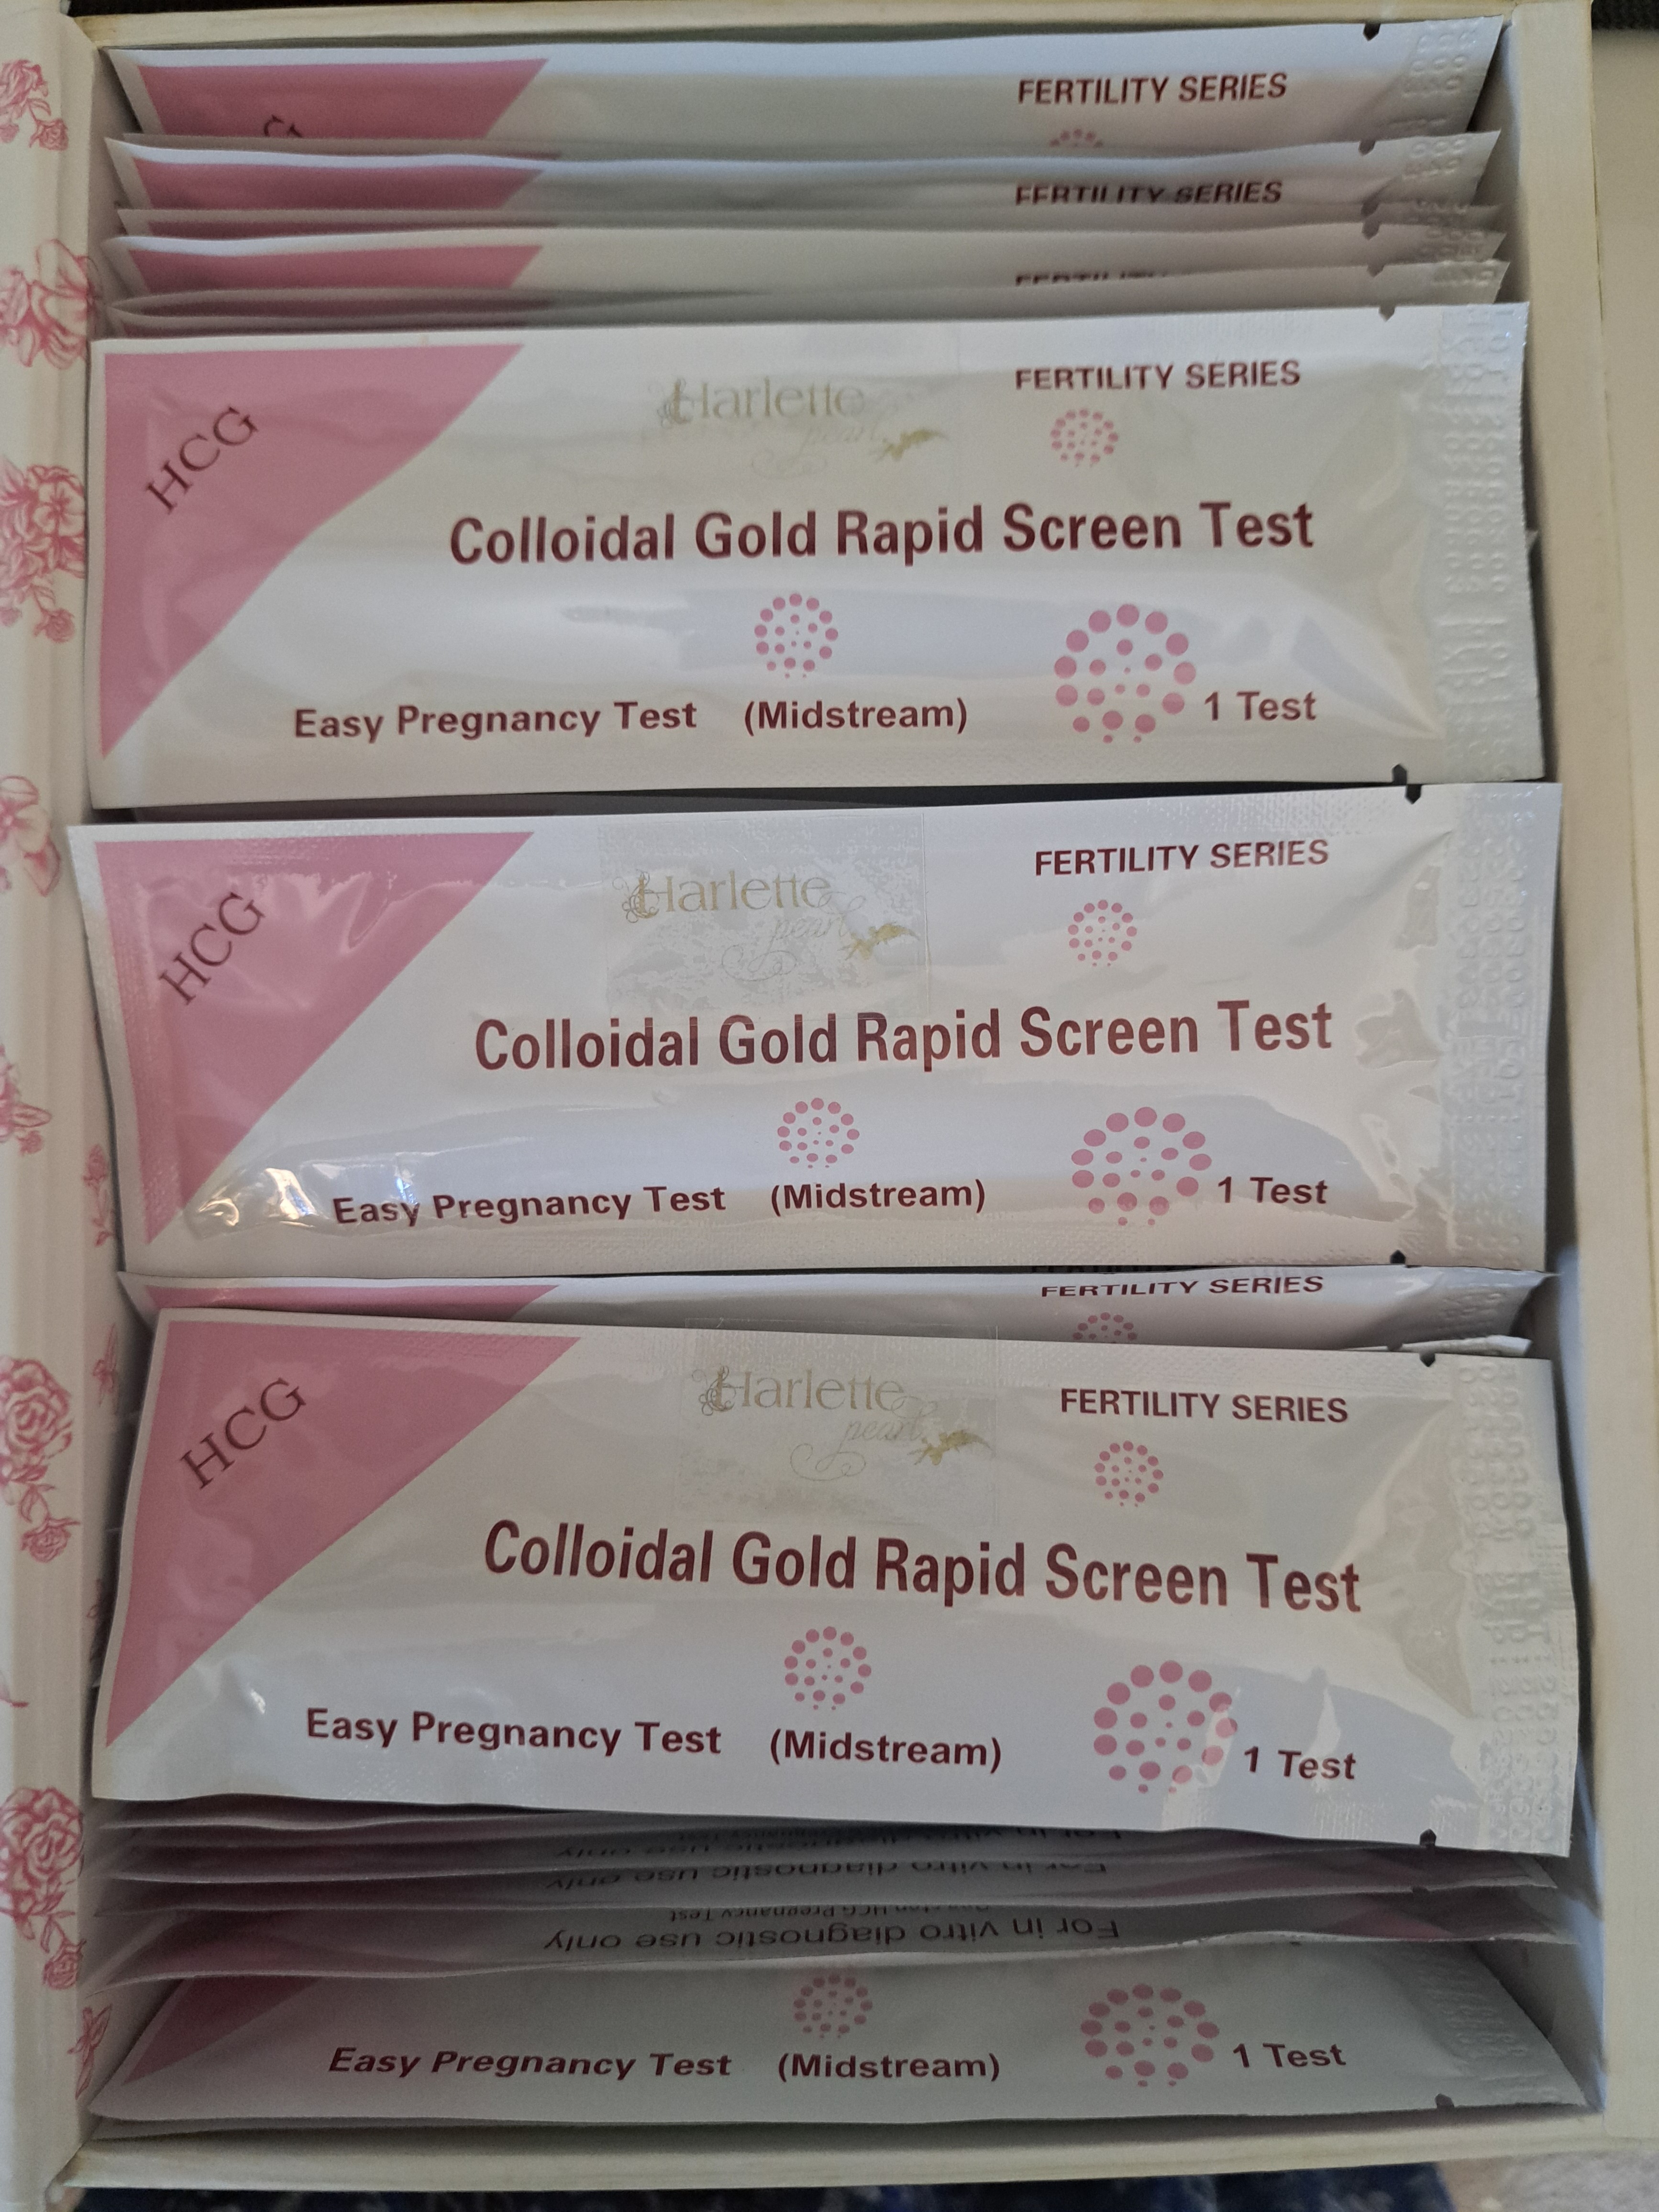 FERTILITY SERIES
FERTILITY SERIES
HCG
Harlette
pearl
FERTILITY SERIES
Colloidal Gold Rapid Screen Test
Easy Pregnancy Test (Midstream)
1 Test
HCG
Harlette
pearl
FERTILITY SERIES
Colloidal Gold Rapid Screen Test
Easy Pregnancy Test (Midstream)
1 Test
FERTILITY SERIES
HCG
Harlette
pearl
FERTILITY SERIES
Colloidal Gold Rapid Screen Test
Easy Pregnancy Test (Midstream)
1 Test
For in vitro diagnostic use only
For in vitro diagnostic use only
Easy Pregnancy Test (Midstream)
1 Test